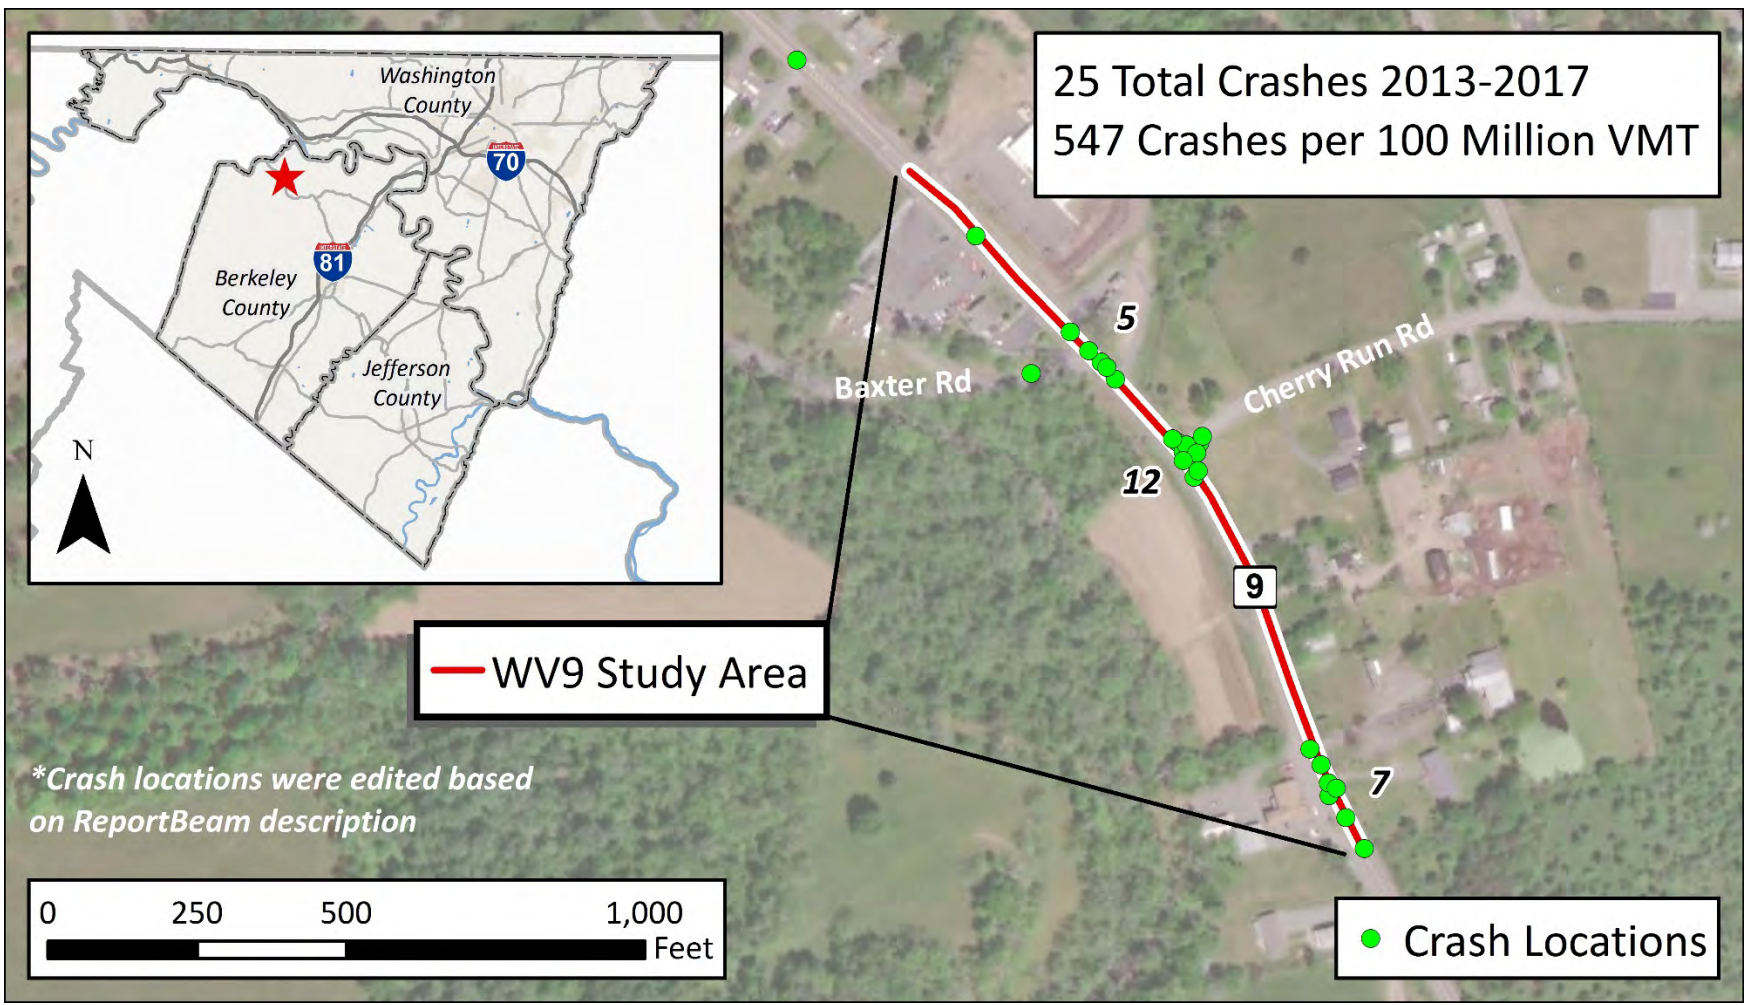 25 Total Crashes 2013-2017
547 Crashes per 100 Million VMT
Washington
County
70
81
Berkeley
County
Jefferson
County
N
5
Baxter Rd
Cherry Run Rd
12
9
WV9 Study Area
7
*Crash locations were edited based
on ReportBeam description
0 250 500 1,000
Feet
Crash Locations